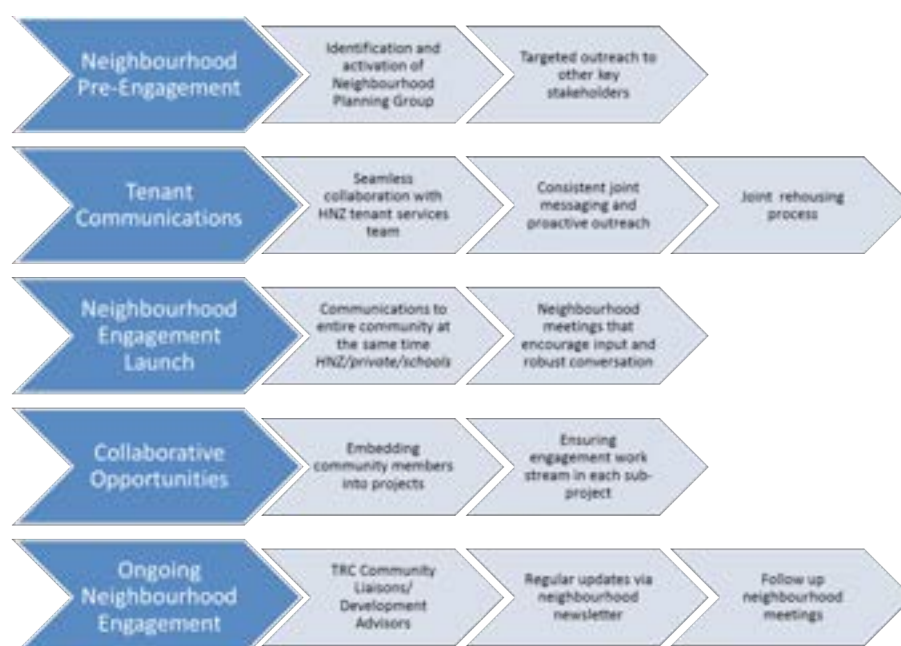 Neighbourhood
Pre-Engagement
Identification and
activation of
Neighbourhood
Planning Group
Targeted outreach to
other key
stakeholders
Tenant
Communications
Seamless
collaboration with
HNZ tenant services
team
Consistent joint
messaging and
proactive outreach
Joint rehousing
process
Neighbourhood
Engagement
Launch
Communications to
entire community at
the same time
HNZ/private/schools
Neighbourhood
meetings that
encourage input and
robust conversation
Collaborative
Opportunities
Embedding
community members
into projects
Ensuring
engagement work
stream in each sub-
project
Ongoing
Neighbourhood
Engagement
TRC Community
Liaisons/
Development
Advisors
Regular updates via
neighbourhood
newsletter
Follow up
neighbourhood
meetings